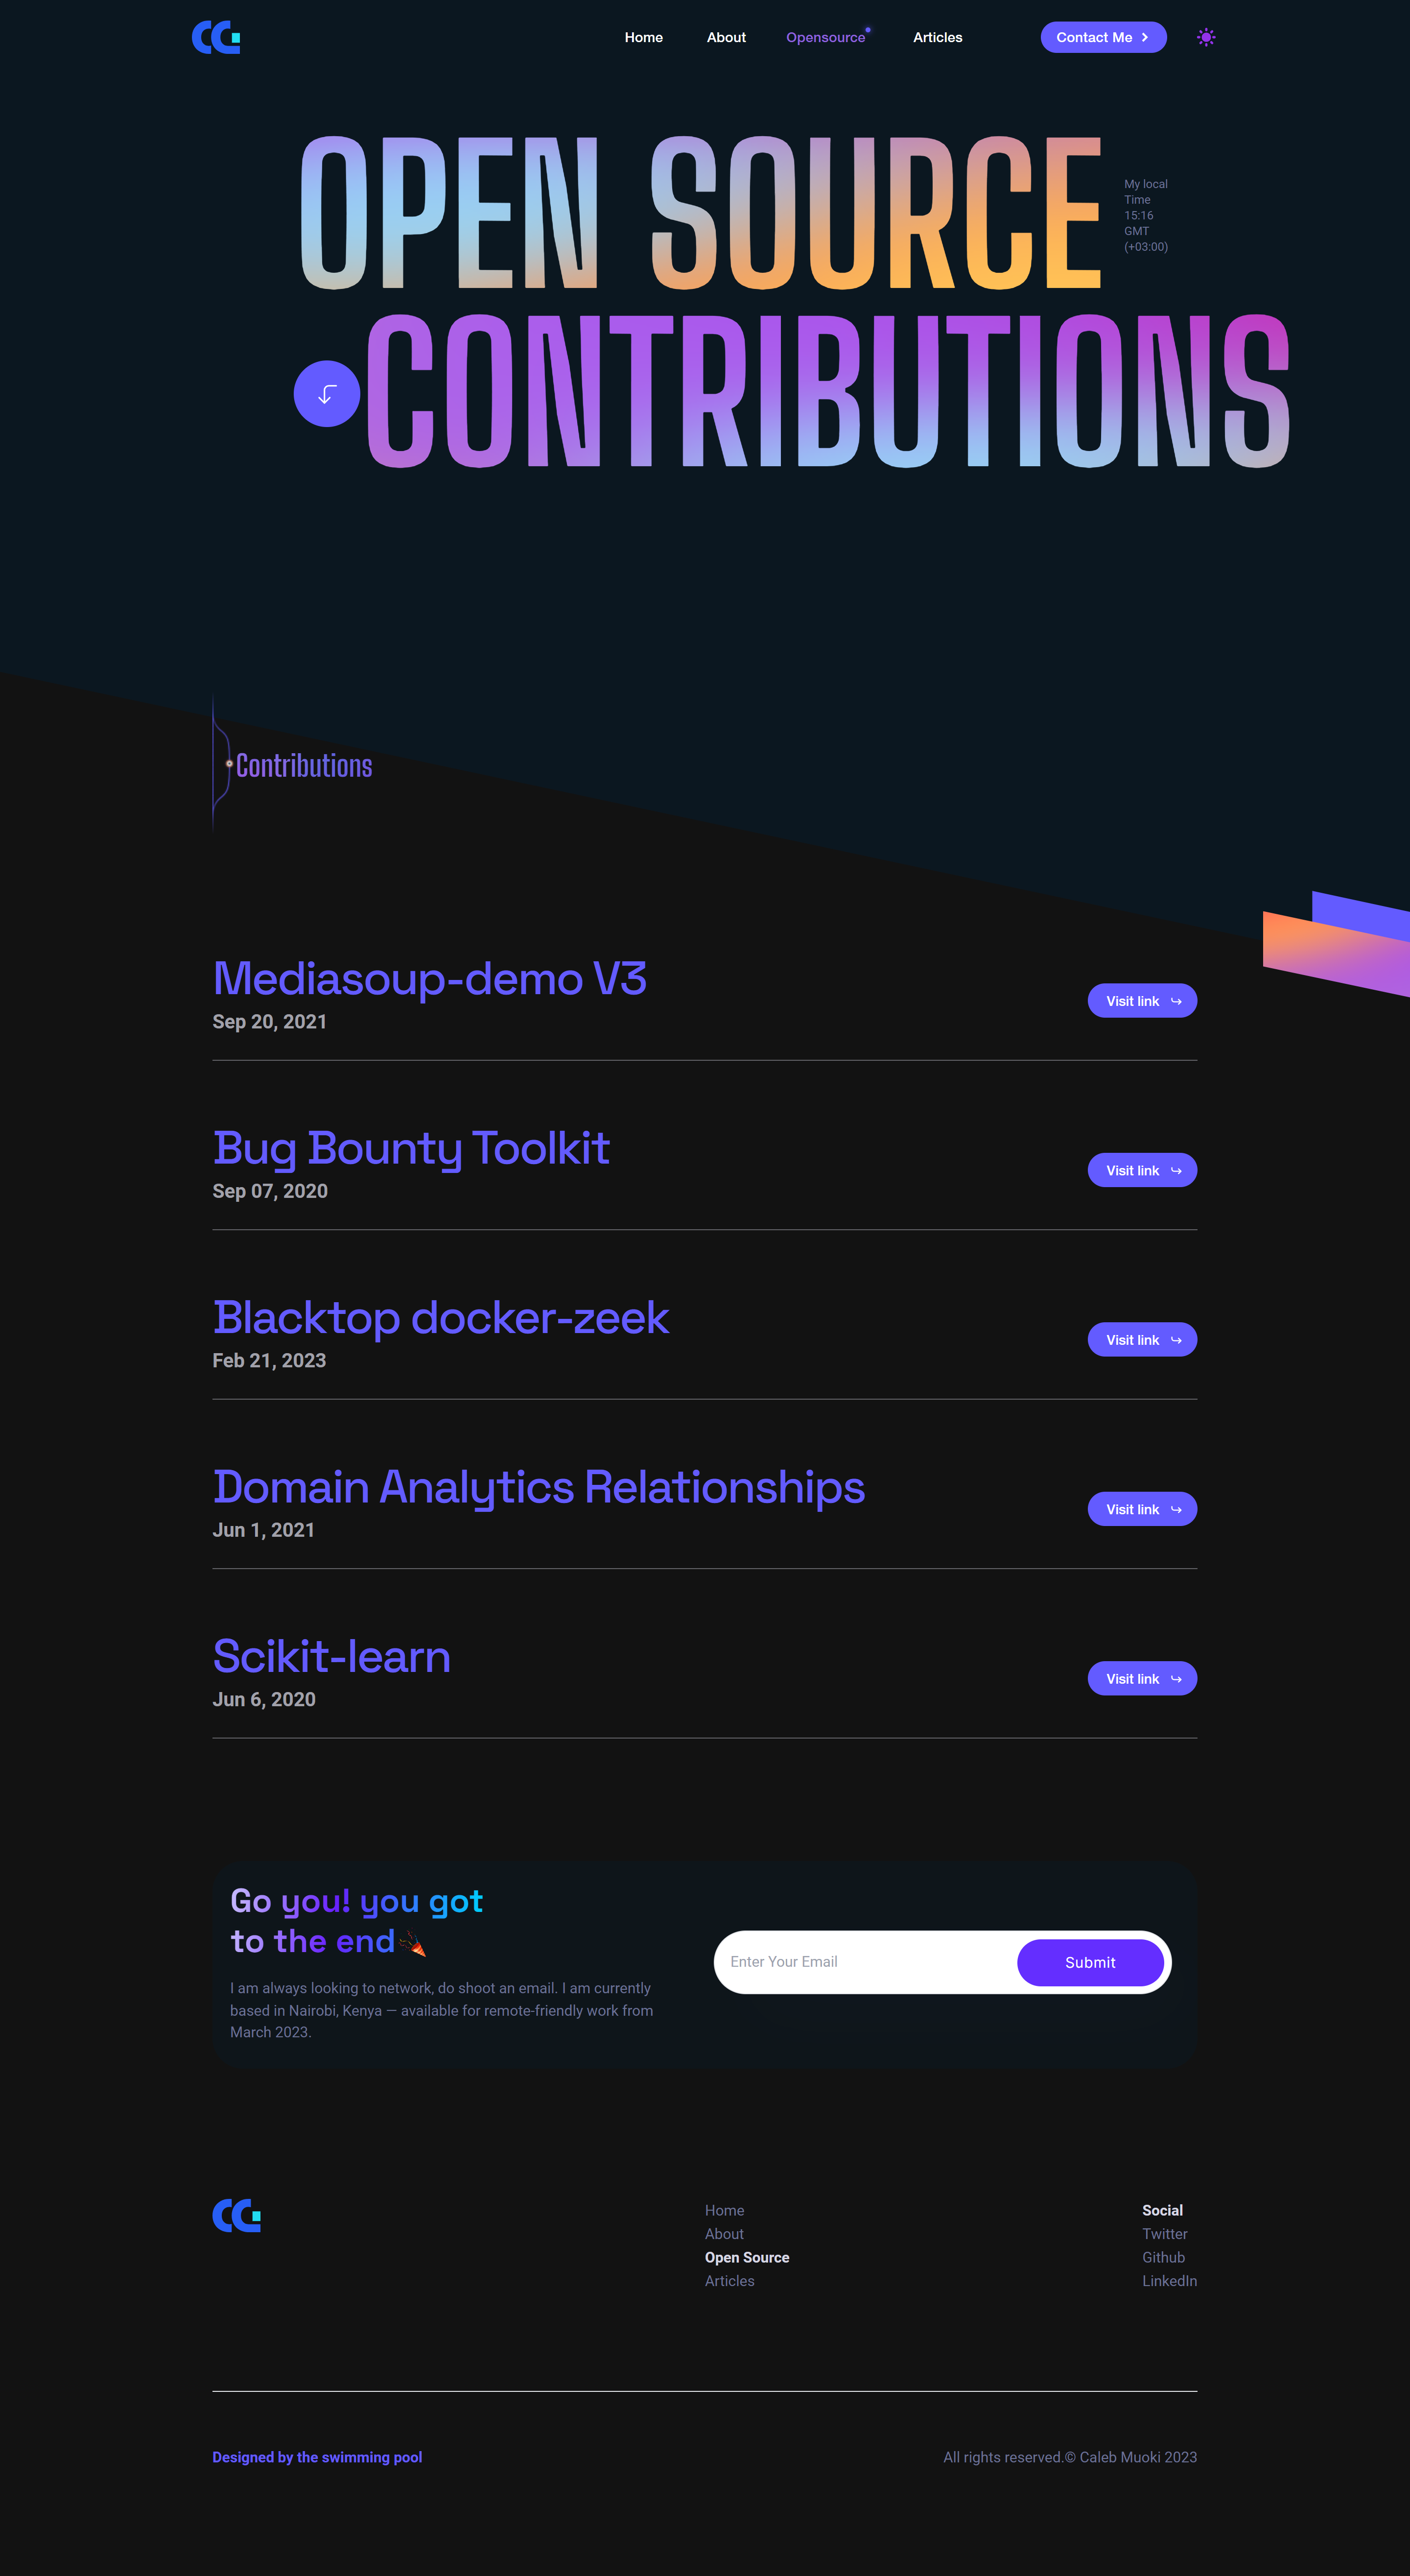 Home
About
Opensource
Articles
Contact Me
OPEN SOURCE
My local
Time
15:16
GMT
(+03:00)
CONTRIBUTIONS
Contributions
Mediasoup-demo V3
Sep 20, 2021
Visit link
Bug Bounty Toolkit
Sep 07, 2020
Visit link
Blacktop docker-zeek
Feb 21, 2023
Visit link
Domain Analytics Relationships
Jun 1, 2021
Visit link
Scikit-learn
Jun 6, 2020
Visit link
Go you! you got
to the end
I am always looking to network, do shoot an email. I am currently
based in Nairobi, Kenya — available for remote-friendly work from
March 2023.
Enter Your Email
Submit
Home
About
Open Source
Articles
Social
Twitter
Github
LinkedIn
Designed by the swimming pool
All rights reserved.© Caleb Muoki 2023